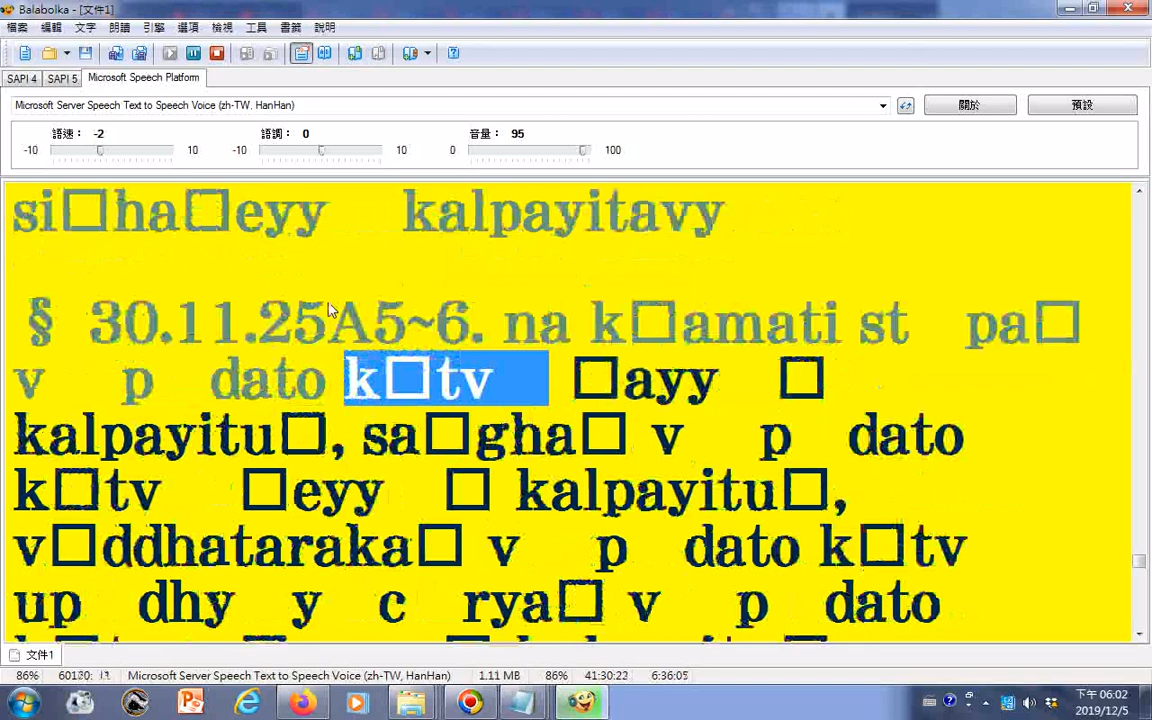 Balabolka - [文件1]
檔案 編輯 文字 朗讀 引擎 選項 檢視 工具 書籤 說明
SAPI 4 SAPI 5 Microsoft Speech Platform
Microsoft Server Speech Text to Speech Voice (zh-TW, HanHan) 關於 預設
語速: -2 語調: 0 音量: 95
-10 10 -10 10 0 100
si□ha□eyy kalpayitavy
§ 30.11.25A5~6. na k□amati st pa□
v p dato k□tv □ayy □
kalpayitu□, sa□gha□ v p dato
k□tv □eyy □ kalpayitu□,
v□ddhataraka□ v p dato k□tv
up dhy y c rya□ v p dato
文件1
86% Microsoft Server Speech Text to Speech Voice (zh-TW, HanHan) 1.11 MB 86% 41:30:22 6:36:05
下午 06:02
2019/12/5